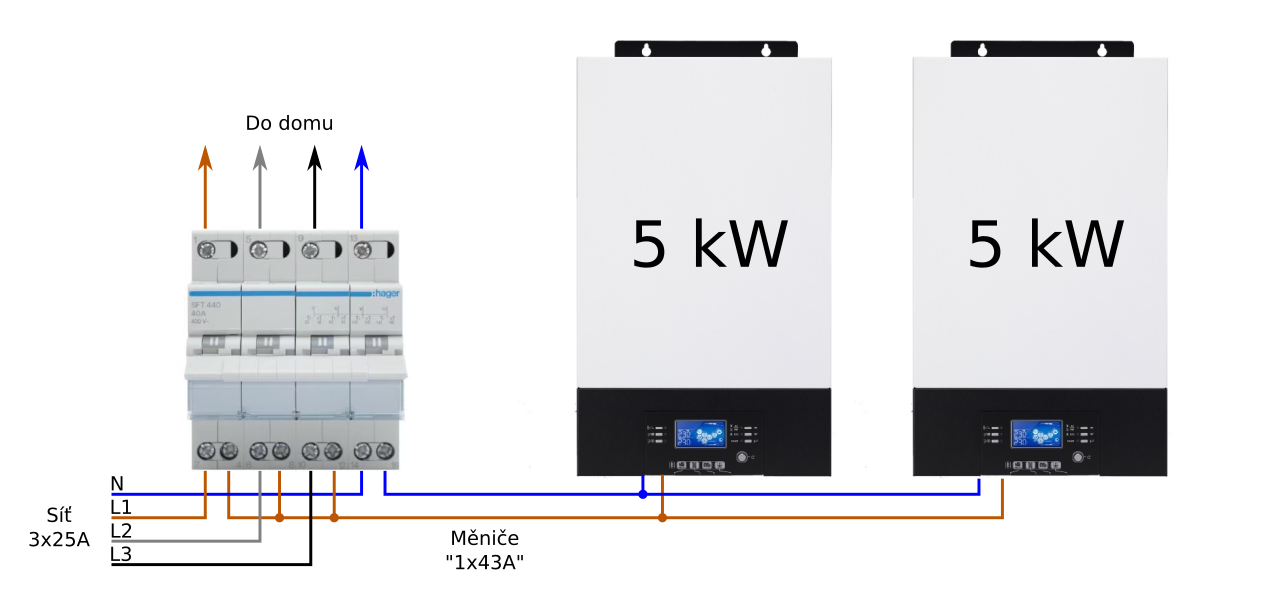 Do domu
5 kW
5 kW
:hager
SFT 440
40A
400 V~
N
L1
L2
L3
Síť
3x25A
Měniče
"1x43A"